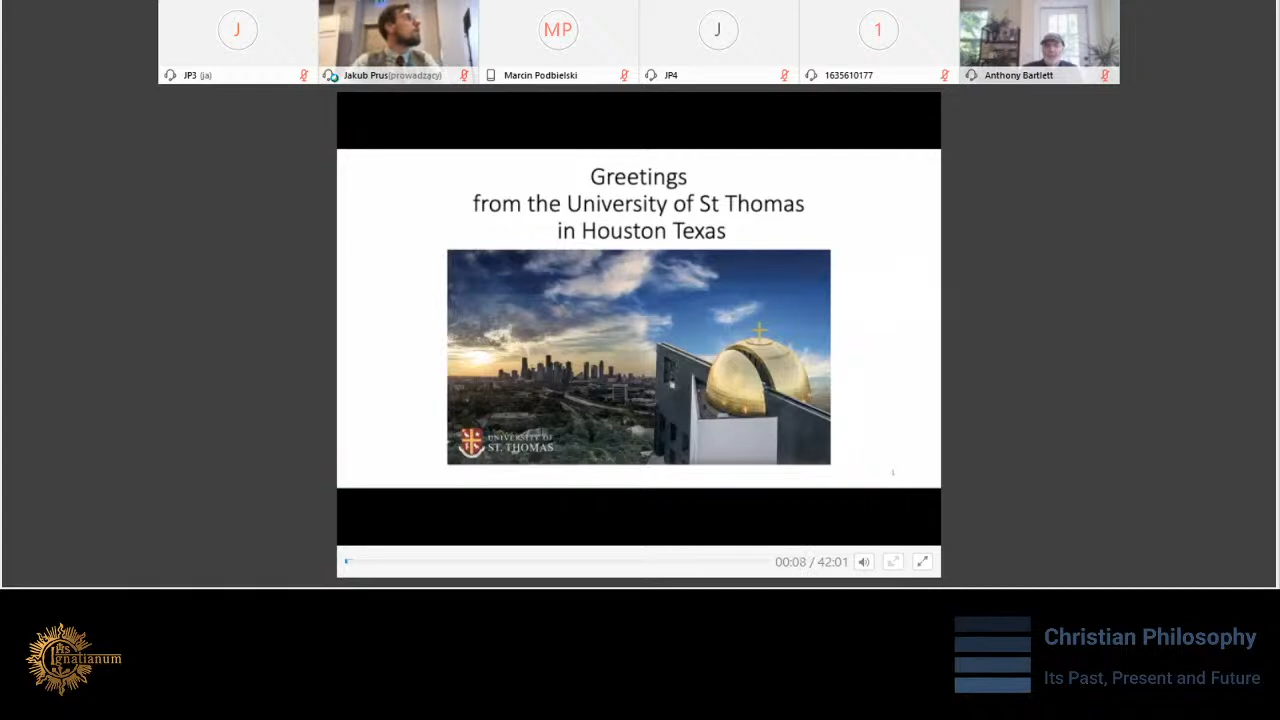 J
MP
J
1
JP3 (ja)
Jakub Prus(prowadzący)
Marcin Podbielski
JP4
1635610177
Anthony Bartlett
Greetings
from the University of St Thomas
in Houston Texas
UNIVERSITY OF
ST. THOMAS
1
00:08 / 42:01
IHS
Ignatianum
Christian Philosophy
Its Past, Present and Future